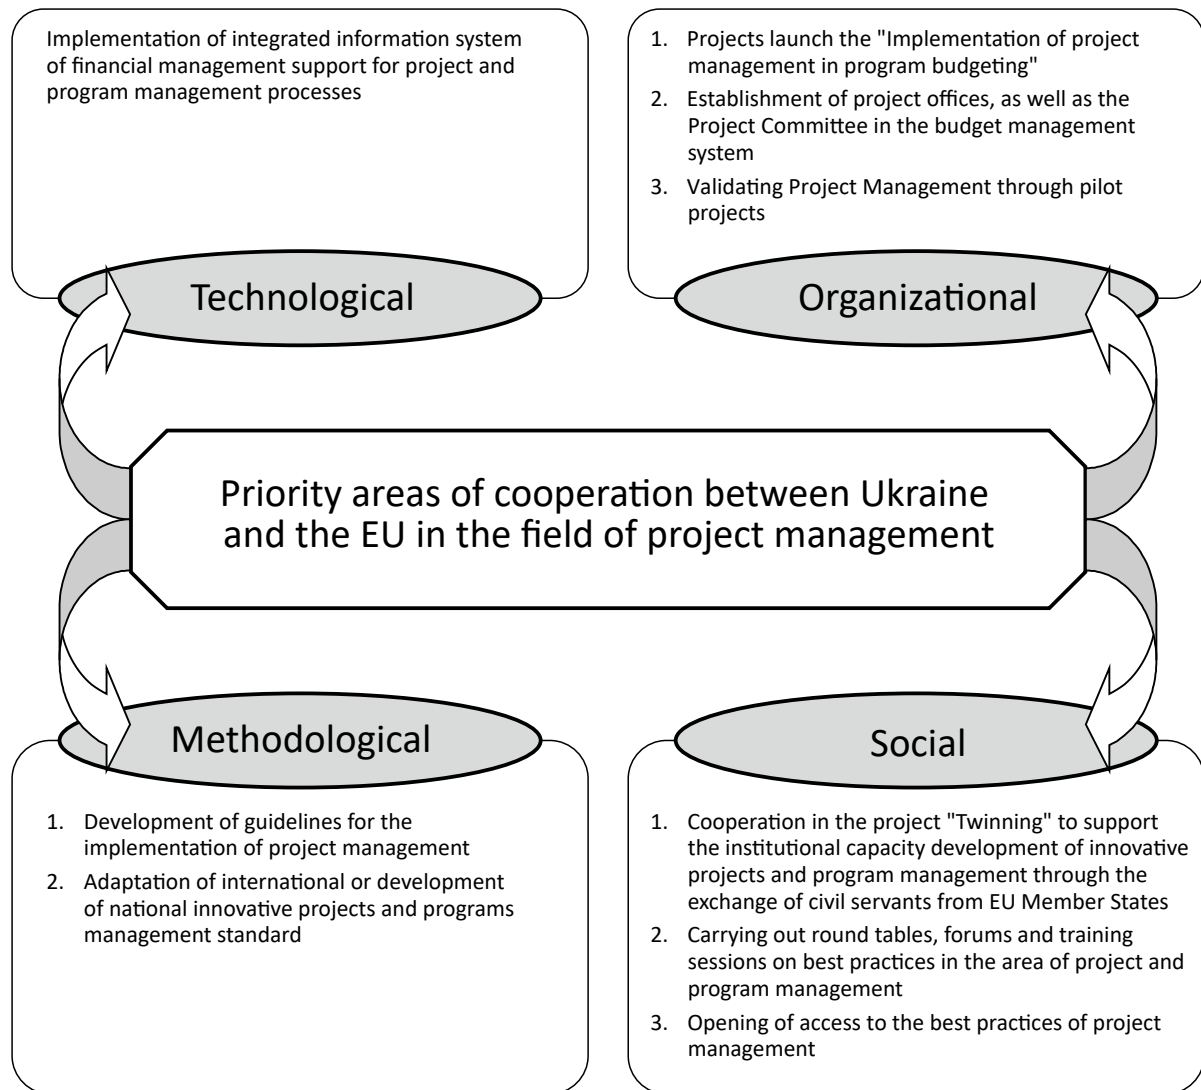 Implementation of integrated information system
of financial management support for project and
program management processes
Technological
1. Projects launch the "Implementation of project
management in program budgeting"
2. Establishment of project offices, as well as the
Project Committee in the budget management
system
3. Validating Project Management through pilot
projects
Organizational
Priority areas of cooperation between Ukraine
and the EU in the field of project management
Methodological
1. Development of guidelines for the
implementation of project management
2. Adaptation of international or development
of national innovative projects and programs
management standard
Social
1. Cooperation in the project "Twinning" to support
the institutional capacity development of innovative
projects and program management through the
exchange of civil servants from EU Member States
2. Carrying out round tables, forums and training
sessions on best practices in the area of project and
program management
3. Opening of access to the best practices of project
management